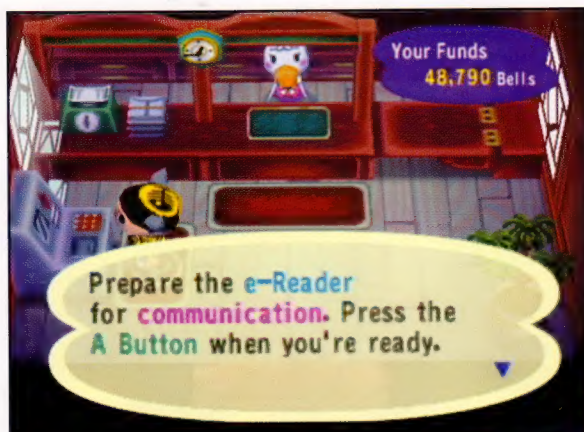 Your Funds
48,790 Bells
Prepare the e-Reader
for communication. Press the
A Button when you're ready.